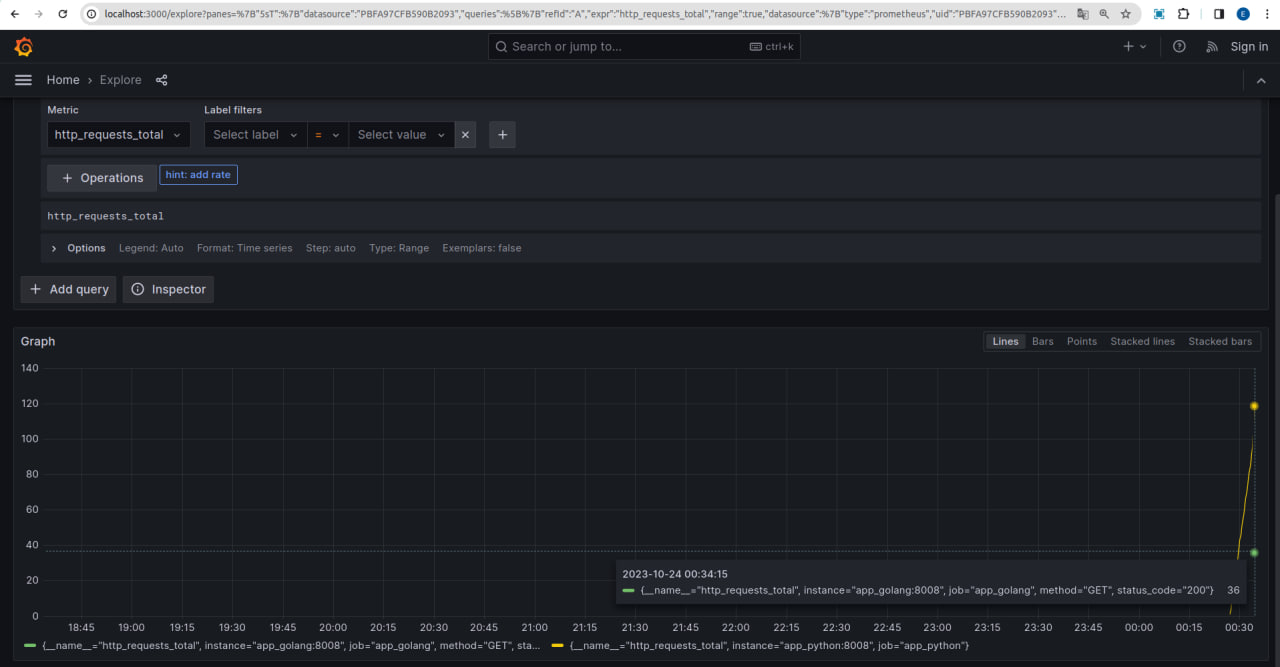 localhost:3000/explore?panes=%7B"5sT":%7B"datasource":"PBFA97CFB590B2093","queries":%5B%7B"refId":"A","expr":"http_requests_total","range":true,"datasource":%7B"type":"prometheus","uid":"PBFA97CFB590B2093"... E
Search or jump to... ctrl+k Sign in
Home › Explore
Metric Label filters
http_requests_total Select label = Select value × +
+ Operations hint: add rate
http_requests_total
> Options Legend: Auto Format: Time series Step: auto Type: Range Exemplars: false
+ Add query Inspector
Graph Lines Bars Points Stacked lines Stacked bars
140
120
100
80
60
40
20
0
2023-10-24 00:34:15
{__name__="http_requests_total", instance="app_golang:8008", job="app_golang", method="GET", status_code="200"} 36
18:45 19:00 19:15 19:30 19:45 20:00 20:15 20:30 20:45 21:00 21:15 21:30 21:45 22:00 22:15 22:30 22:45 23:00 23:15 23:30 23:45 00:00 00:15 00:30
{__name__="http_requests_total", instance="app_golang:8008", job="app_golang", method="GET", sta... {__name__="http_requests_total", instance="app_python:8008", job="app_python"}